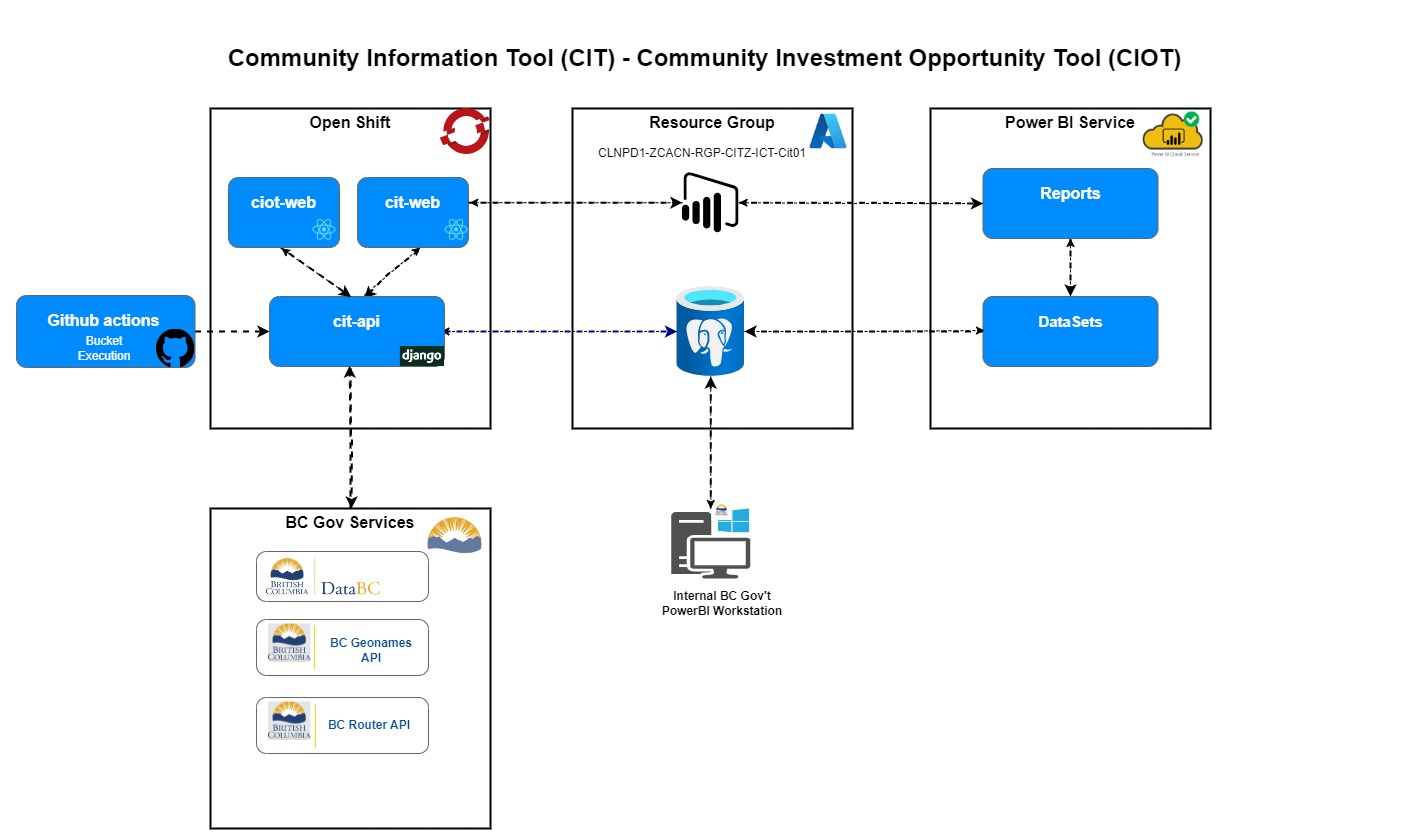 Community Information Tool (CIT) - Community Investment Opportunity Tool (CIOT)
Open Shift
Resource Group
CLNPD1-ZCACN-RGP-CITZ-ICT-Cit01
Power BI Service
Power BI Cloud Service
ciot-web
cit-web
Reports
Github actions
Bucket
Execution
cit-api
django
DataSets
BC Gov Services
BRITISH
COLUMBIA
DataBC
BRITISH
COLUMBIA
BC Geonames
API
BRITISH
COLUMBIA
BC Router API
Internal BC Gov't
PowerBI Workstation